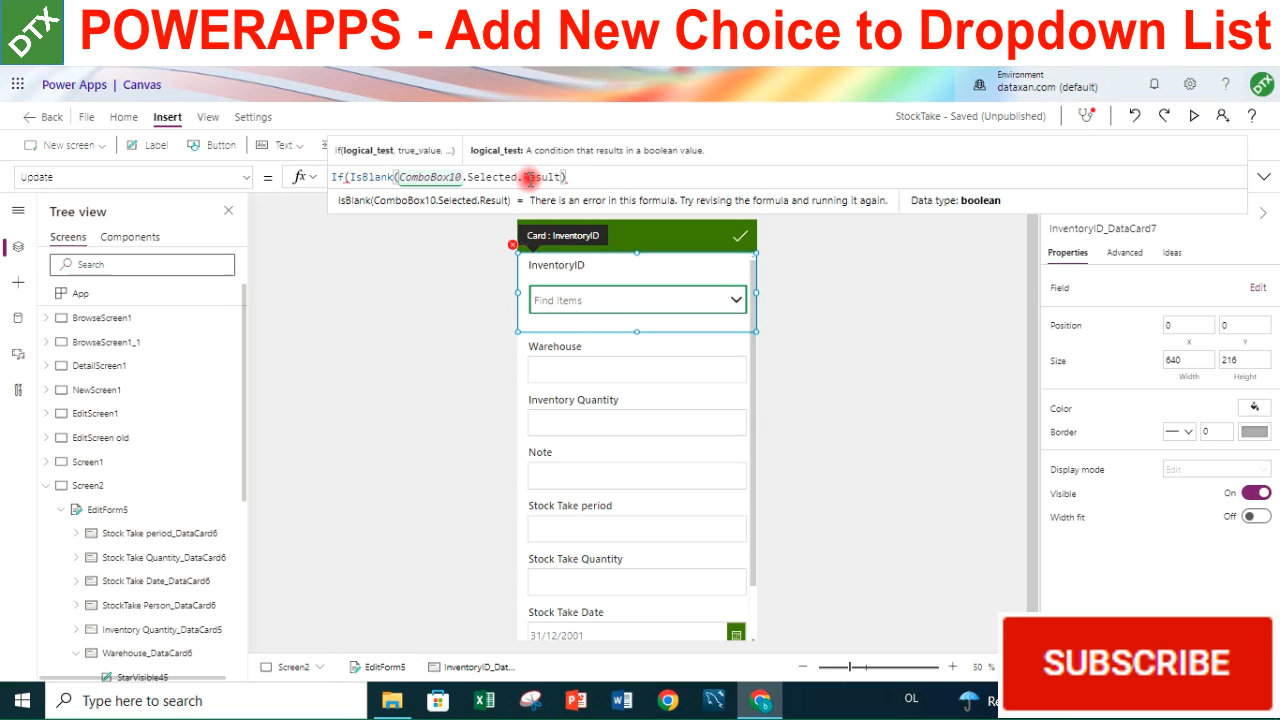 DTX
POWERAPPS - Add New Choice to Dropdown List
Power Apps | Canvas
Environment
dataxan.com (default)
DTX
Back File Home Insert View Settings
StockTake - Saved (Unpublished)
New screen Label Button Text
If(logical_test, true_value, ...) logical_test: A condition that results in a boolean value.
Update = fx If(IsBlank(ComboBox10.Selected.Result)
IsBlank(ComboBox10.Selected.Result) = There is an error in this formula. Try revising the formula and running it again. Data type: boolean
Tree view
Screens Components
Search
App
BrowseScreen1
BrowseScreen1_1
DetailScreen1
NewScreen1
EditScreen1
EditScreen old
Screen1
Screen2
EditForm5
Stock Take period_DataCard6
Stock Take Quantity_DataCard6
Stock Take Date_DataCard6
StockTake Person_DataCard6
Inventory Quantity_DataCard5
Warehouse_DataCard6
StarVisible45
Card : InventoryID
InventoryID
Find items
Warehouse
Inventory Quantity
Note
Stock Take period
Stock Take Quantity
Stock Take Date
31/12/2001
InventoryID_DataCard7
Properties Advanced Ideas
Field Edit
Position 0 0
X Y
Size 640 216
Width Height
Color
Border 0
Display mode Edit
Visible On
Width fit Off
Screen2 EditForm5 InventoryID_Dat... 50 %
SUBSCRIBE
Type here to search
OL